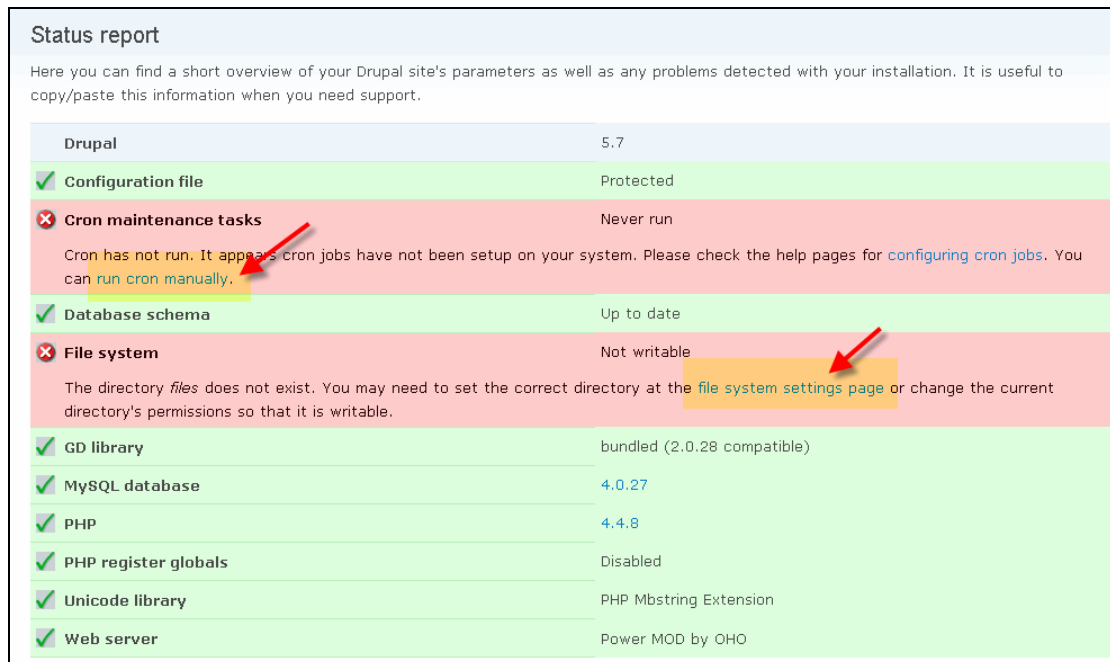 Status report
Here you can find a short overview of your Drupal site's parameters as well as any problems detected with your installation. It is useful to
copy/paste this information when you need support.
Drupal 5.7
Configuration file Protected
Cron maintenance tasks Never run
Cron has not run. It appears cron jobs have not been setup on your system. Please check the help pages for configuring cron jobs. You
can run cron manually.
Database schema Up to date
File system Not writable
The directory files does not exist. You may need to set the correct directory at the file system settings page or change the current
directory's permissions so that it is writable.
GD library bundled (2.0.28 compatible)
MySQL database 4.0.27
PHP 4.4.8
PHP register globals Disabled
Unicode library PHP Mbstring Extension
Web server Power MOD by OHO